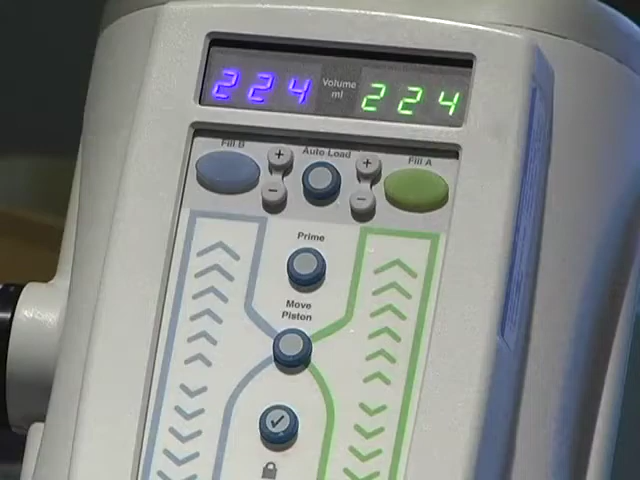 224 Volume 224
ml
Fill B + Auto Load + Fill A
− −
Prime
Move
Piston